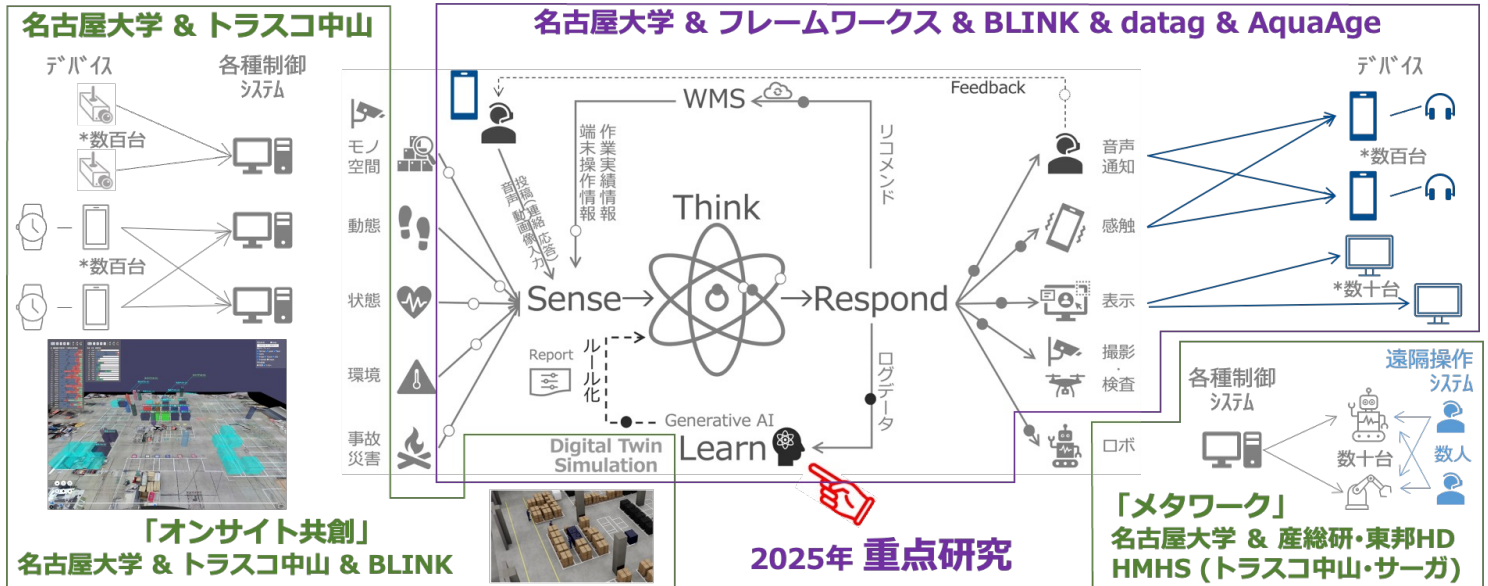 名古屋大学 & トラスコ中山
名古屋大学 & フレームワークス & BLINK & datag & AquaAge
ﾃﾞﾊﾞｲｽ
各種制御
ｼｽﾃﾑ
*数百台
*数百台
モノ
空間
動態
状態
環境
事故
災害
WMS
Feedback
作業実績情報
端末操作情報
投稿(連絡 応答)
音声 動画像入力
リコメンド
Think
Sense
Respond
Report
ルール化
Generative AI
Learn
ログデータ
Digital Twin
Simulation
音声
通知
感触
表示
撮影
・
検査
ロボ
ﾃﾞﾊﾞｲｽ
*数百台
*数十台
各種制御
ｼｽﾃﾑ
遠隔操作
ｼｽﾃﾑ
数十台
数人
「オンサイト共創」
名古屋大学 & トラスコ中山 & BLINK
2025年 重点研究
「メタワーク」
名古屋大学 & 産総研･東邦HD
HMHS (トラスコ中山･サーガ)